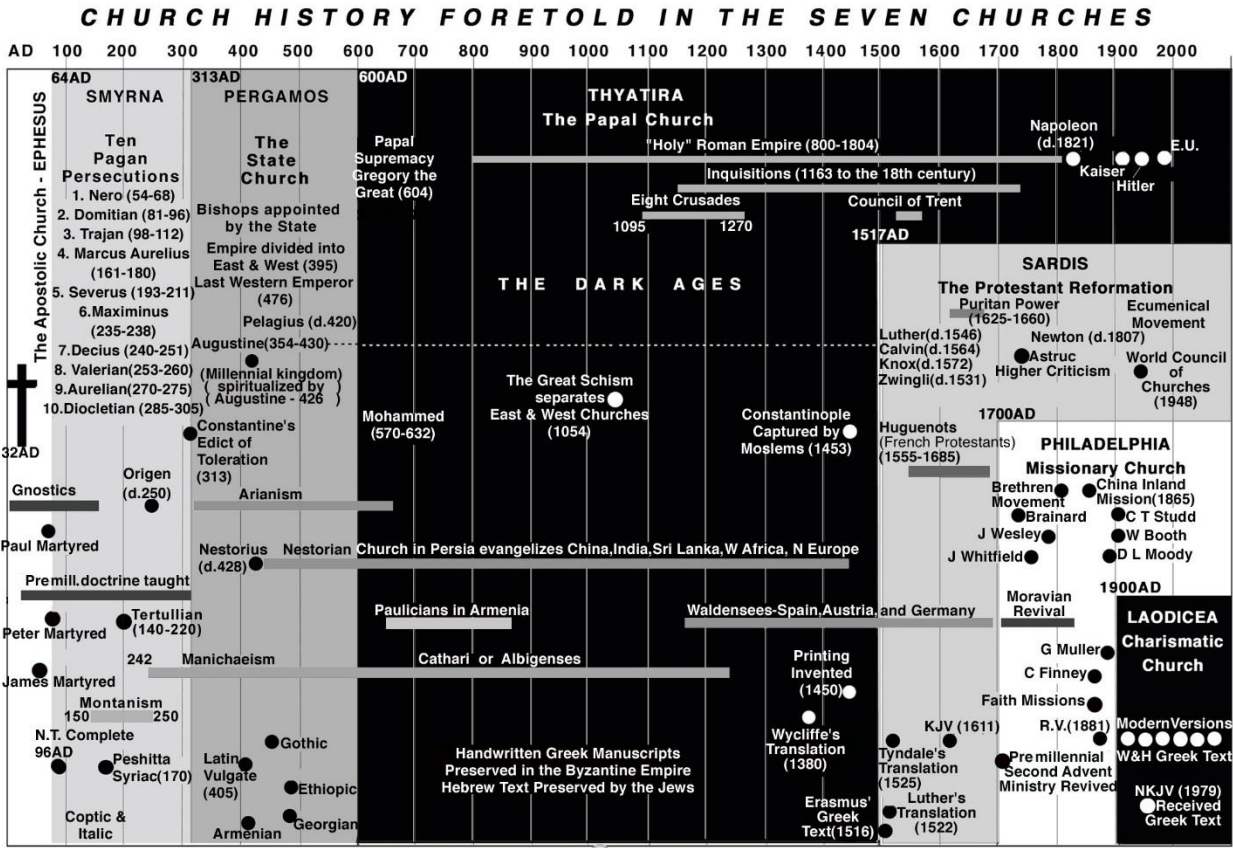 CHURCH HISTORY FORETOLD IN THE SEVEN CHURCHES
AD 100 200 300 400 500 600 700 800 900 1000 1100 1200 1300 1400 1500 1600 1700 1800 1900 2000
The Apostolic Church - EPHESUS
32AD
64AD
SMYRNA
Ten
Pagan
Persecutions
1. Nero (54-68)
2. Domitian (81-96)
3. Trajan (98-112)
4. Marcus Aurelius
(161-180)
5. Severus (193-211)
6.Maximinus
(235-238)
7.Decius (240-251)
8. Valerian(253-260)
9.Aurelian(270-275)
10.Diocletian (285-305)
313AD
PERGAMOS
The
State
Church
Bishops appointed
by the State
Empire divided into
East & West (395)
Last Western Emperor
(476)
Pelagius (d.420)
Augustine(354-430)
(Millennial kingdom)
( spiritualized by )
( Augustine - 426 )
Constantine's
Edict of
Toleration
(313)
Gnostics
Origen
(d.250)
Arianism
Paul Martyred
Nestorius
(d.428)
Nestorian Church in Persia evangelizes China,India,Sri Lanka,W Africa, N Europe
Premill.doctrine taught
Peter Martyred
Tertullian
(140-220)
Paulicians in Armenia
Waldensees-Spain,Austria, and Germany
242
Manichaeism
Cathari or Albigenses
James Martyred
Montanism
150
250
N.T. Complete
96AD
Peshitta
Syriac(170)
Coptic &
Italic
Gothic
Latin
Vulgate
(405)
Ethiopic
Georgian
Armenian
600AD
THYATIRA
The Papal Church
Papal
Supremacy
Gregory the
Great (604)
"Holy" Roman Empire (800-1804)
Napoleon
(d.1821)
Kaiser
Hitler
E.U.
Inquisitions (1163 to the 18th century)
Eight Crusades
1095
1270
Council of Trent
THE DARK AGES
Mohammed
(570-632)
The Great Schism
separates
East & West Churches
(1054)
Constantinople
Captured by
Moslems (1453)
Printing
Invented
(1450)
Wycliffe's
Translation
(1380)
Handwritten Greek Manuscripts
Preserved in the Byzantine Empire
Hebrew Text Preserved by the Jews
Erasmus'
Greek
Text(1516)
1517AD
SARDIS
The Protestant Reformation
Puritan Power
(1625-1660)
Ecumenical
Movement
Luther(d.1546)
Calvin(d.1564)
Knox(d.1572)
Zwingli(d.1531)
Newton (d.1807)
Astruc
Higher Criticism
World Council
of Churches
(1948)
Huguenots
(French Protestants)
(1555-1685)
KJV (1611)
Tyndale's
Translation
(1525)
Luther's
Translation
(1522)
1700AD
PHILADELPHIA
Missionary Church
Brethren
Movement
China Inland
Mission(1865)
Brainard
C T Studd
J Wesley
W Booth
J Whitfield
D L Moody
Moravian
Revival
G Muller
C Finney
Faith Missions
R.V.(1881)
Premillennial
Second Advent
Ministry Revived
1900AD
LAODICEA
Charismatic
Church
Modern Versions
W&H Greek Text
NKJV (1979)
Received
Greek Text